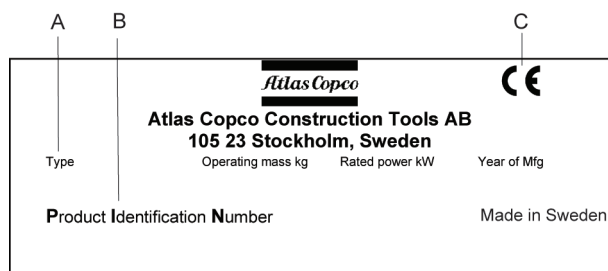 A B C
Atlas Copco CE
Atlas Copco Construction Tools AB
105 23 Stockholm, Sweden
Type Operating mass kg Rated power kW Year of Mfg
Product Identification Number Made in Sweden